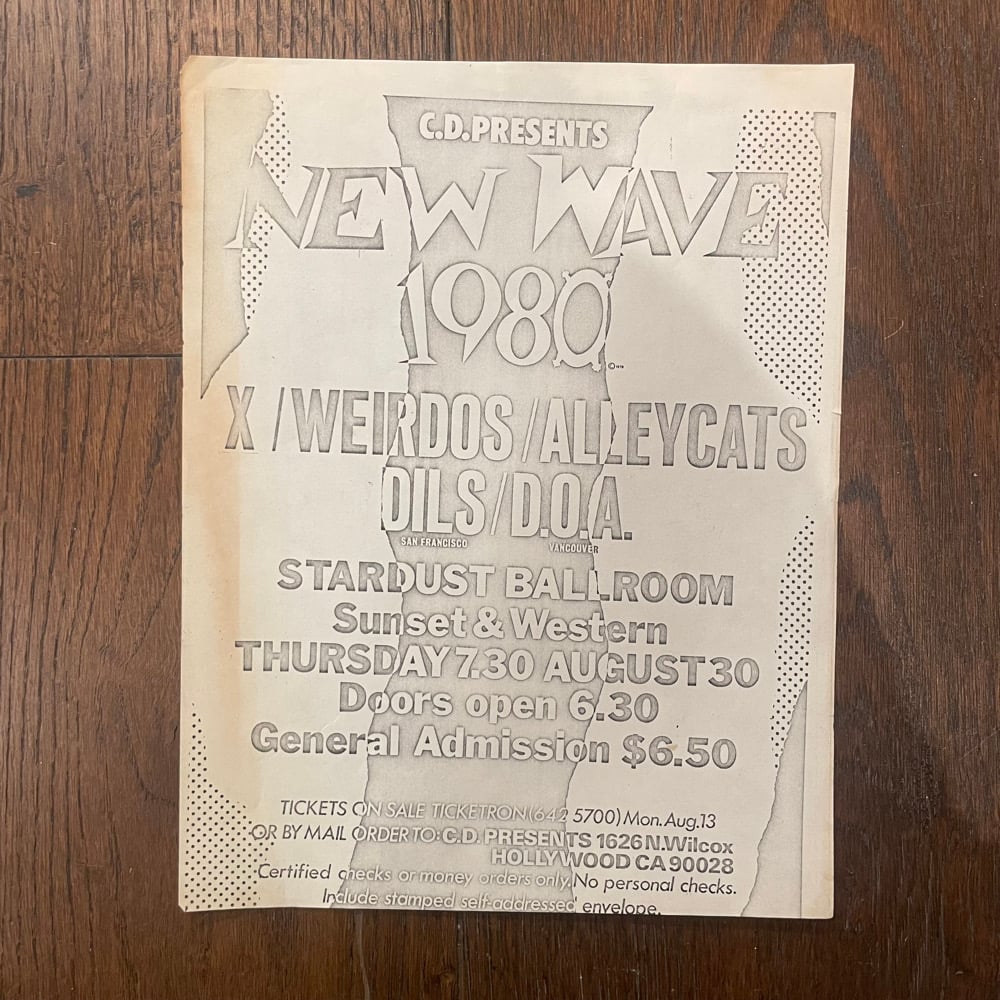 C.D.PRESENTS
NEW WAVE
1980
X / WEIRDOS / ALLEYCATS
DILS / D.O.A.
SAN FRANCISCO VANCOUVER
STARDUST BALLROOM
Sunset & Western
THURSDAY 7.30 AUGUST 30
Doors open 6.30
General Admission $6.50
TICKETS ON SALE TICKETRON (642 5700) Mon. Aug. 13
OR BY MAIL ORDER TO: C.D. PRESENTS 1626 N. Wilcox
HOLLYWOOD CA 90028
Certified checks or money orders only. No personal checks.
Include stamped self-addressed envelope.